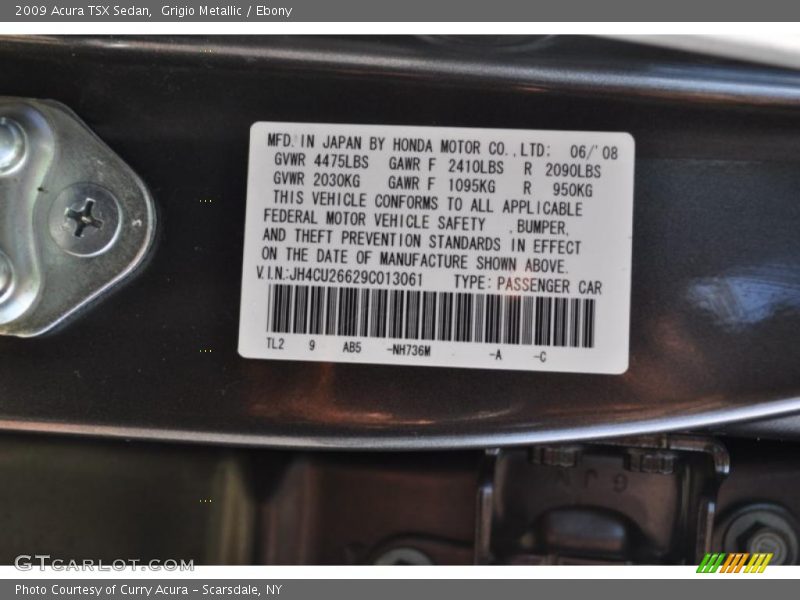 2009 Acura TSX Sedan,  Grigio Metallic / Ebony
MFD. IN JAPAN BY HONDA MOTOR CO.,LTD: 06/'08
GVWR 4475LBS GAWR F 2410LBS R 2090LBS
GVWR 2030KG GAWR F 1095KG R 950KG
THIS VEHICLE CONFORMS TO ALL APPLICABLE
FEDERAL MOTOR VEHICLE SAFETY ,BUMPER,
AND THEFT PREVENTION STANDARDS IN EFFECT
ON THE DATE OF MANUFACTURE SHOWN ABOVE.
V.I.N.:JH4CU26629C013061 TYPE: PASSENGER CAR
TL2 9 AB5 -NH736M -A -C
GTCARLOT.COM
Photo Courtesy of Curry Acura - Scarsdale, NY